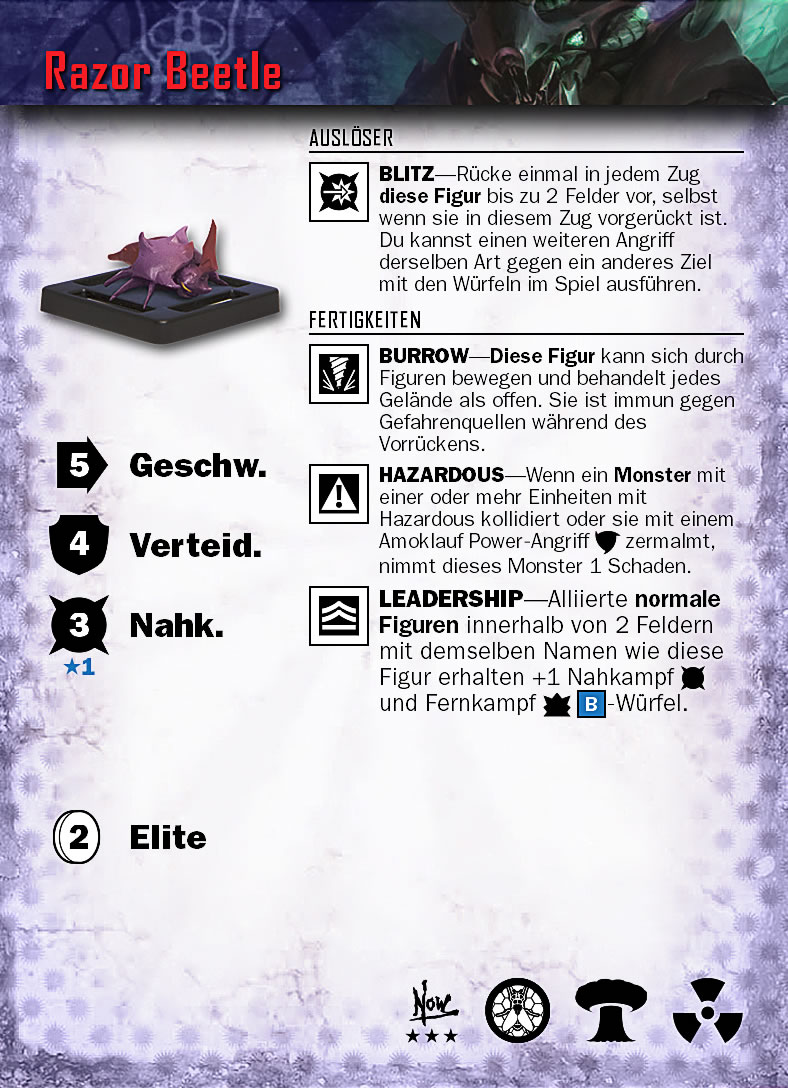 Razor Beetle
AUSLÖSER
BLITZ—Rücke einmal in jedem Zug
diese Figur bis zu 2 Felder vor, selbst
wenn sie in diesem Zug vorgerückt ist.
Du kannst einen weiteren Angriff
derselben Art gegen ein anderes Ziel
mit den Würfeln im Spiel ausführen.
FERTIGKEITEN
BURROW—Diese Figur kann sich durch
Figuren bewegen und behandelt jedes
Gelände als offen. Sie ist immun gegen
Gefahrenquellen während des
Vorrückens.
HAZARDOUS—Wenn ein Monster mit
einer oder mehr Einheiten mit
Hazardous kollidiert oder sie mit einem
Amoklauf Power-Angriff zermalmt,
nimmt dieses Monster 1 Schaden.
LEADERSHIP—Alliierte normale
Figuren innerhalb von 2 Feldern
mit demselben Namen wie diese
Figur erhalten +1 Nahkampf
und Fernkampf B-Würfel.
5 Geschw.
4 Verteid.
3 Nahk.
★1
2 Elite
Now
★★★